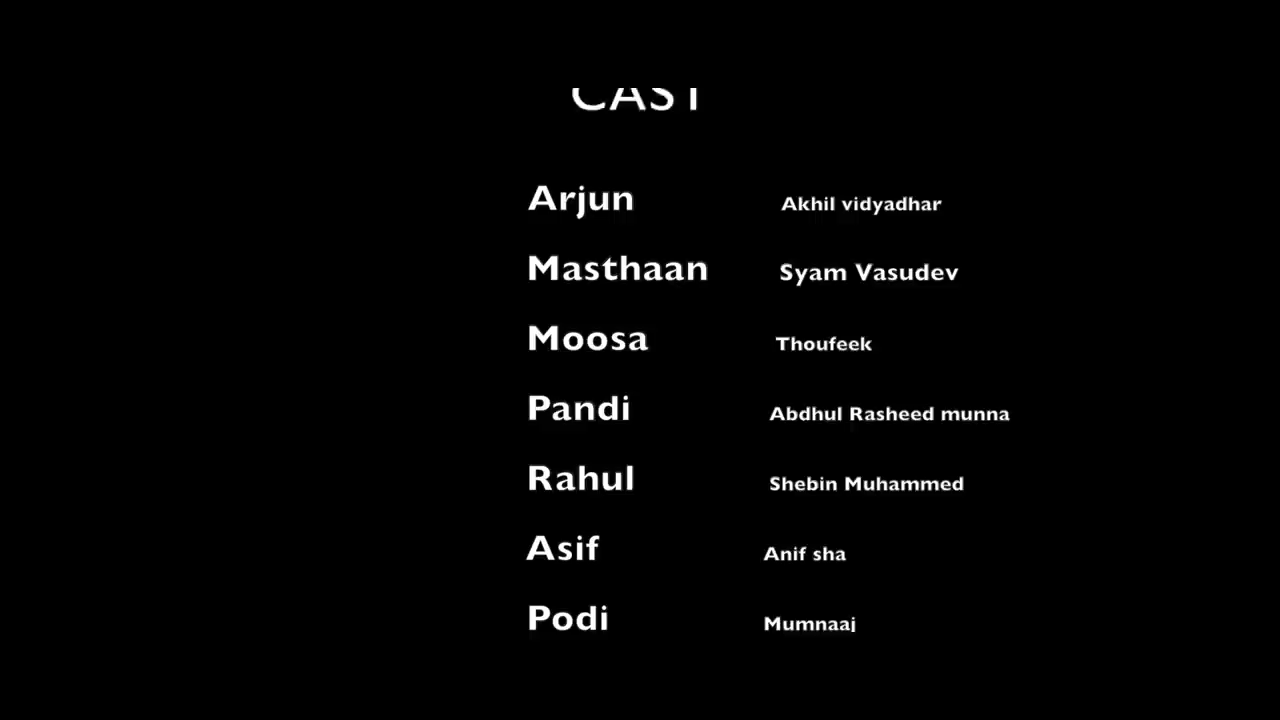 CAST
Arjun Akhil vidyadhar
Masthaan Syam Vasudev
Moosa Thoufeek
Pandi Abdhul Rasheed munna
Rahul Shebin Muhammed
Asif Anif sha
Podi Mumnaaj